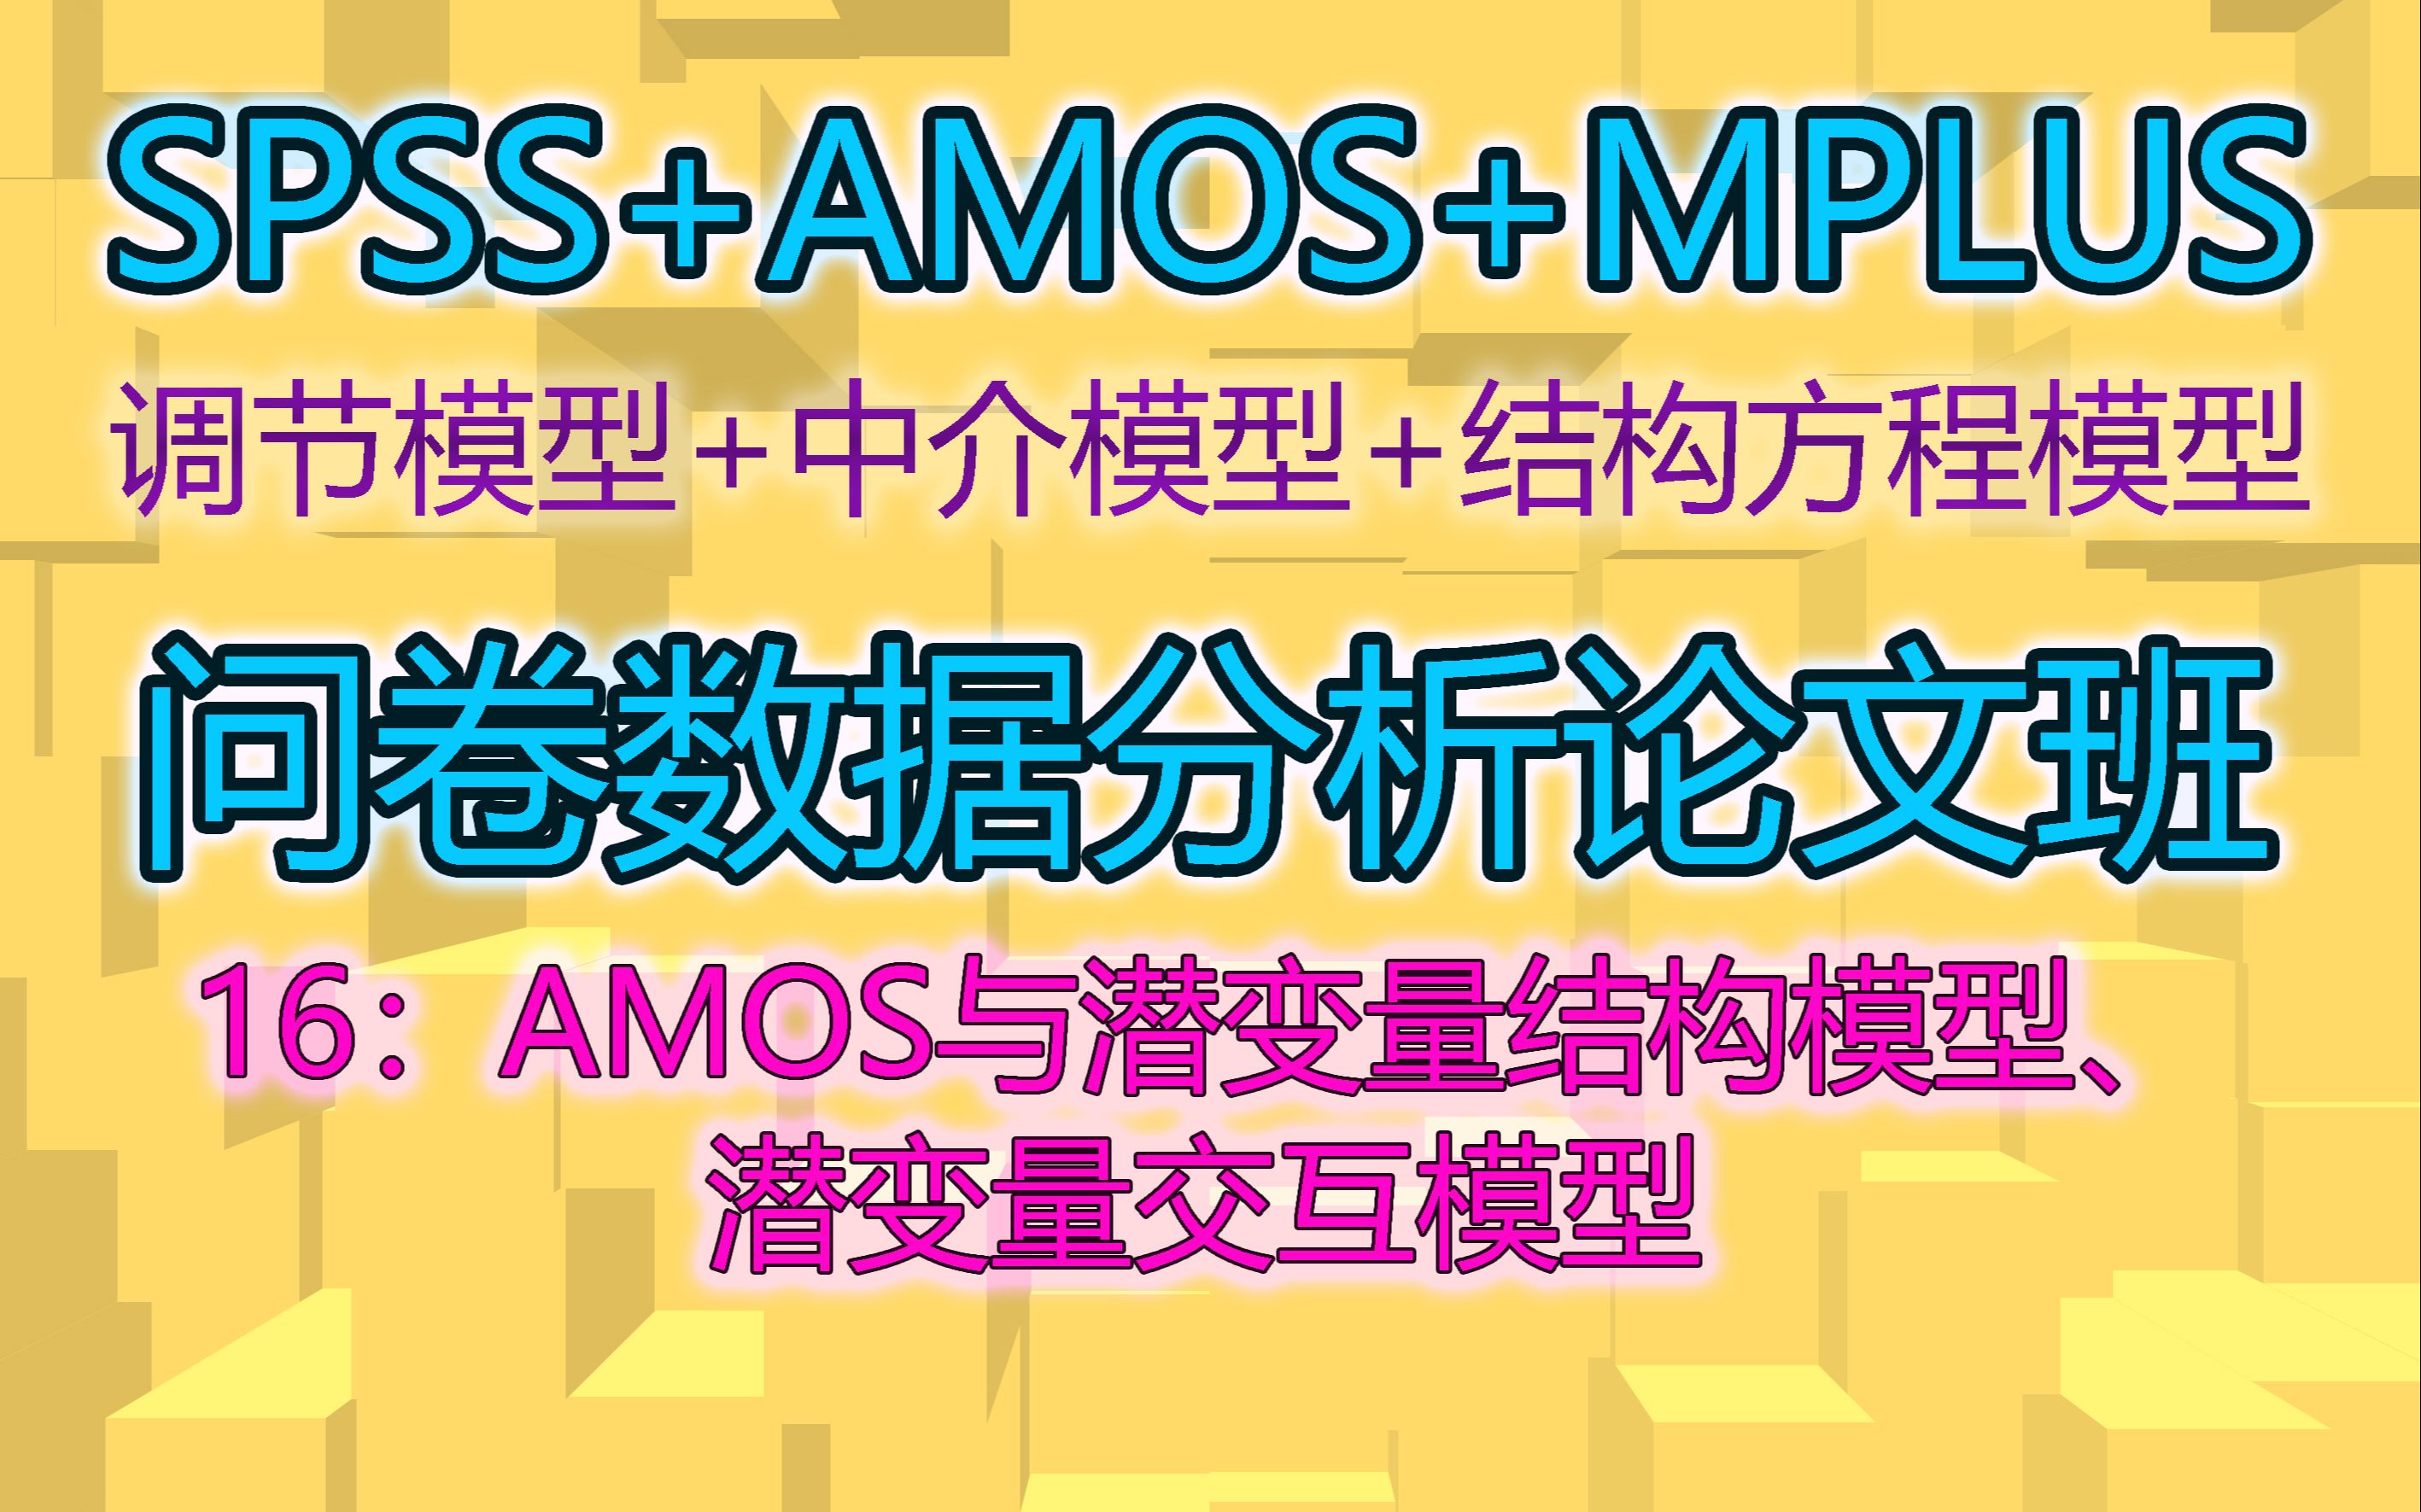 SPSS+AMOS+MPLUS
调节模型+中介模型+结构方程模型
问卷数据分析论文班
16：AMOS与潜变量结构模型、
潜变量交互模型